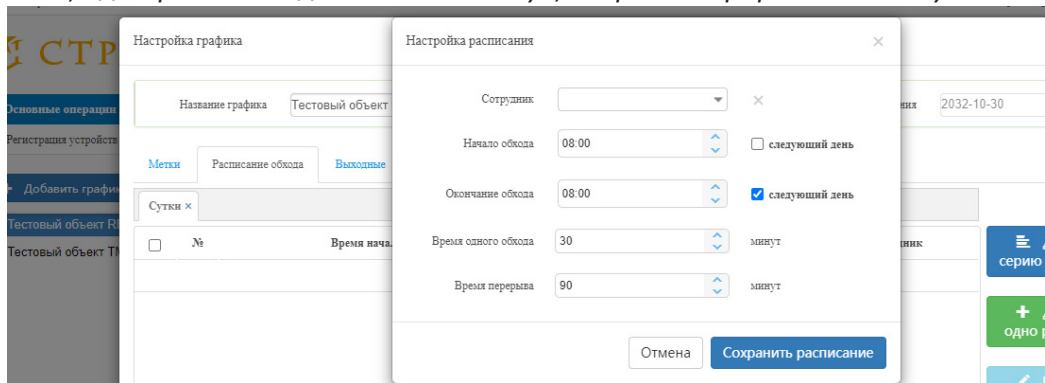 Настройка графика
Настройка расписания
×
СТР
Основные операции
Название графика
Тестовый объект
Сотрудник
×
2032-10-30
Регистрация устройств
Начало обхода
08:00
следующий день
Метки
Расписание обхода
Выходные
Добавить график
Окончание обхода
08:00
следующий день
Сутки ×
Тестовый объект
Тестовый объект
№
Время нача
Время одного обхода
30
минут
серию
Время перерыва
90
минут
+
одно
Отмена
Сохранить расписание